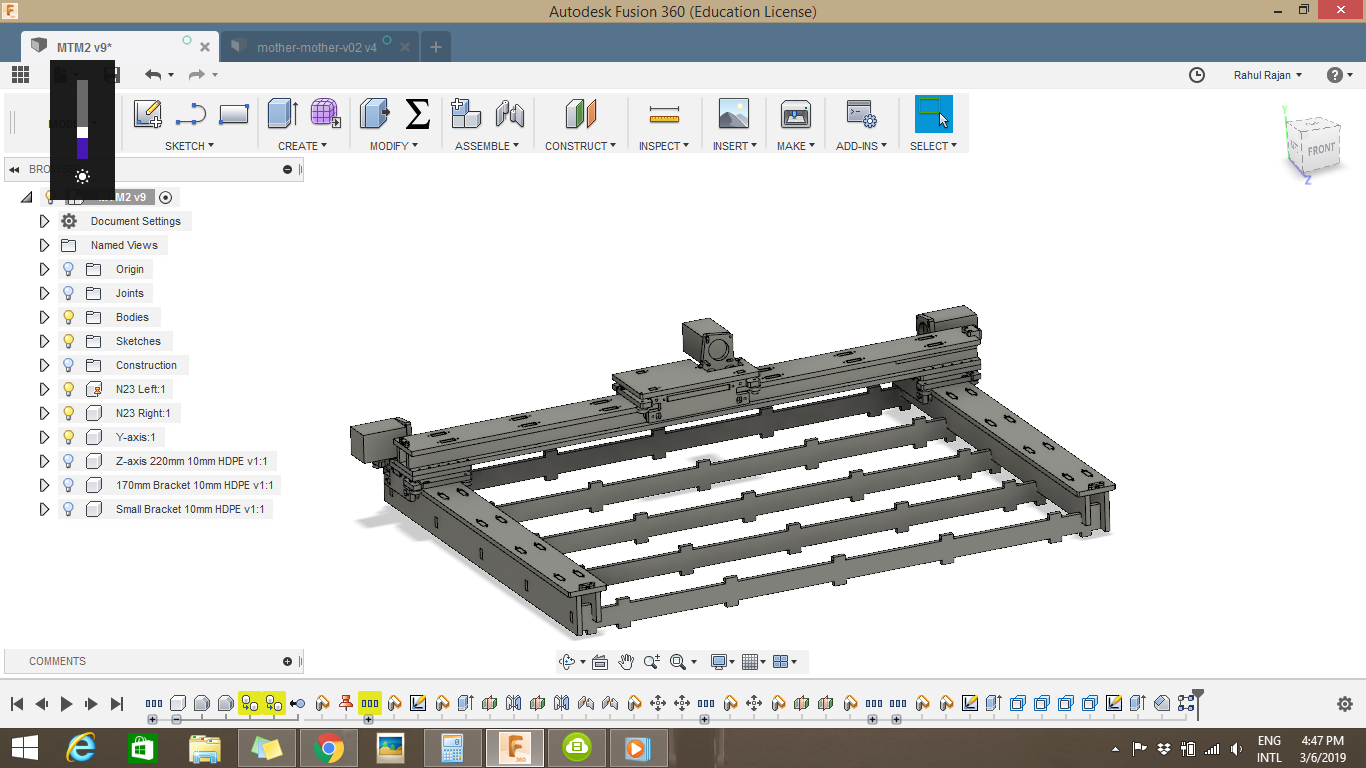 Autodesk Fusion 360 (Education License)
MTM2 v9*
mother-mother-v02 v4
Rahul Rajan
SKETCH
CREATE
MODIFY
ASSEMBLE
CONSTRUCT
INSPECT
INSERT
MAKE
ADD-INS
SELECT
Y
FRONT
Z
MTM2 v9
Document Settings
Named Views
Origin
Joints
Bodies
Sketches
Construction
N23 Left:1
N23 Right:1
Y-axis:1
Z-axis 220mm 10mm HDPE v1:1
170mm Bracket 10mm HDPE v1:1
Small Bracket 10mm HDPE v1:1
COMMENTS
ENG
INTL
4:47 PM
3/6/2019